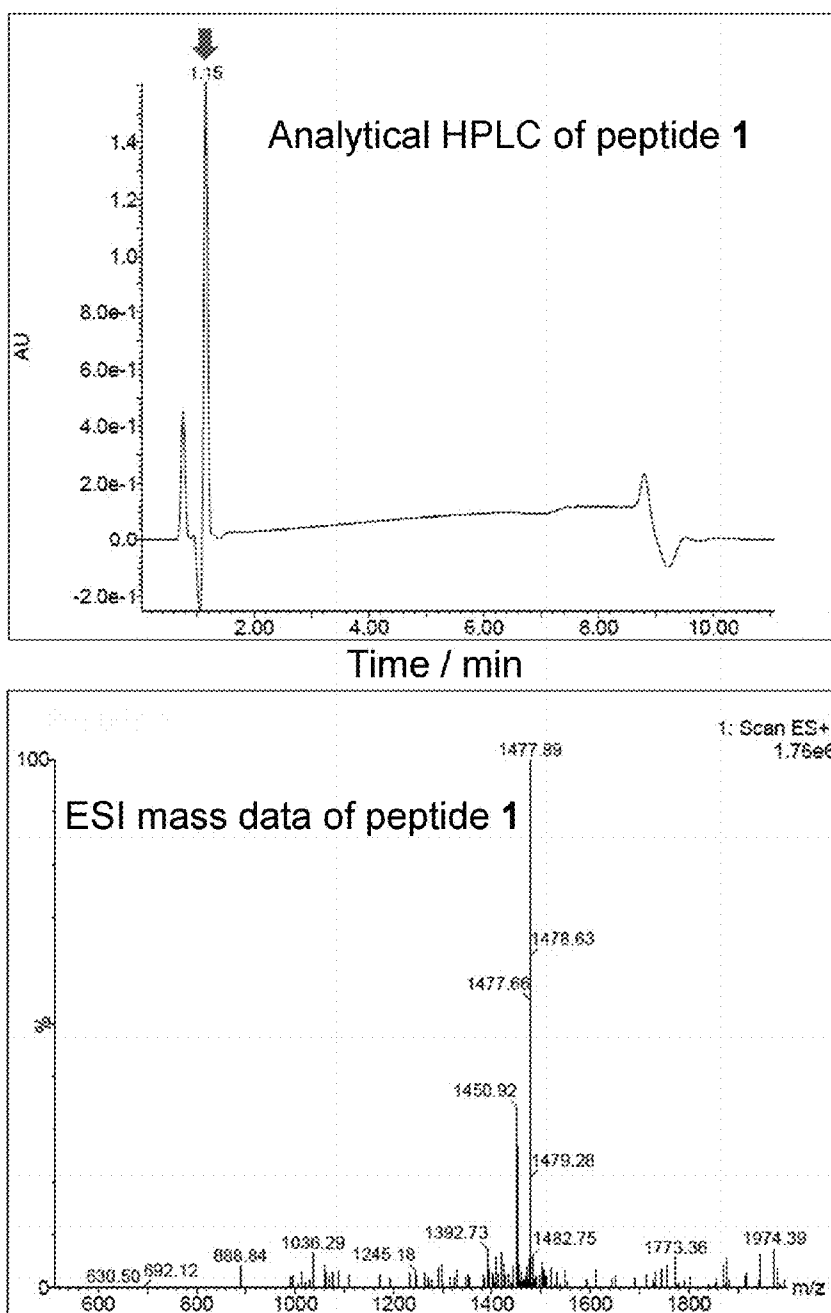 1.15
Analytical HPLC of peptide 1
1.4
1.2
1.0
8.0e-1
6.0e-1
4.0e-1
2.0e-1
0.0
-2.0e-1
AU
2.00 4.00 6.00 8.00 10.00
Time / min
1: Scan ES+
1.76e6
100
1477.89
ESI mass data of peptide 1
1478.63
1477.66
1450.92
1479.28
1392.73
1482.75
1036.29
1245.18
1773.36
1974.39
888.84
630.50
692.12
0
600 800 1000 1200 1400 1600 1800 m/z